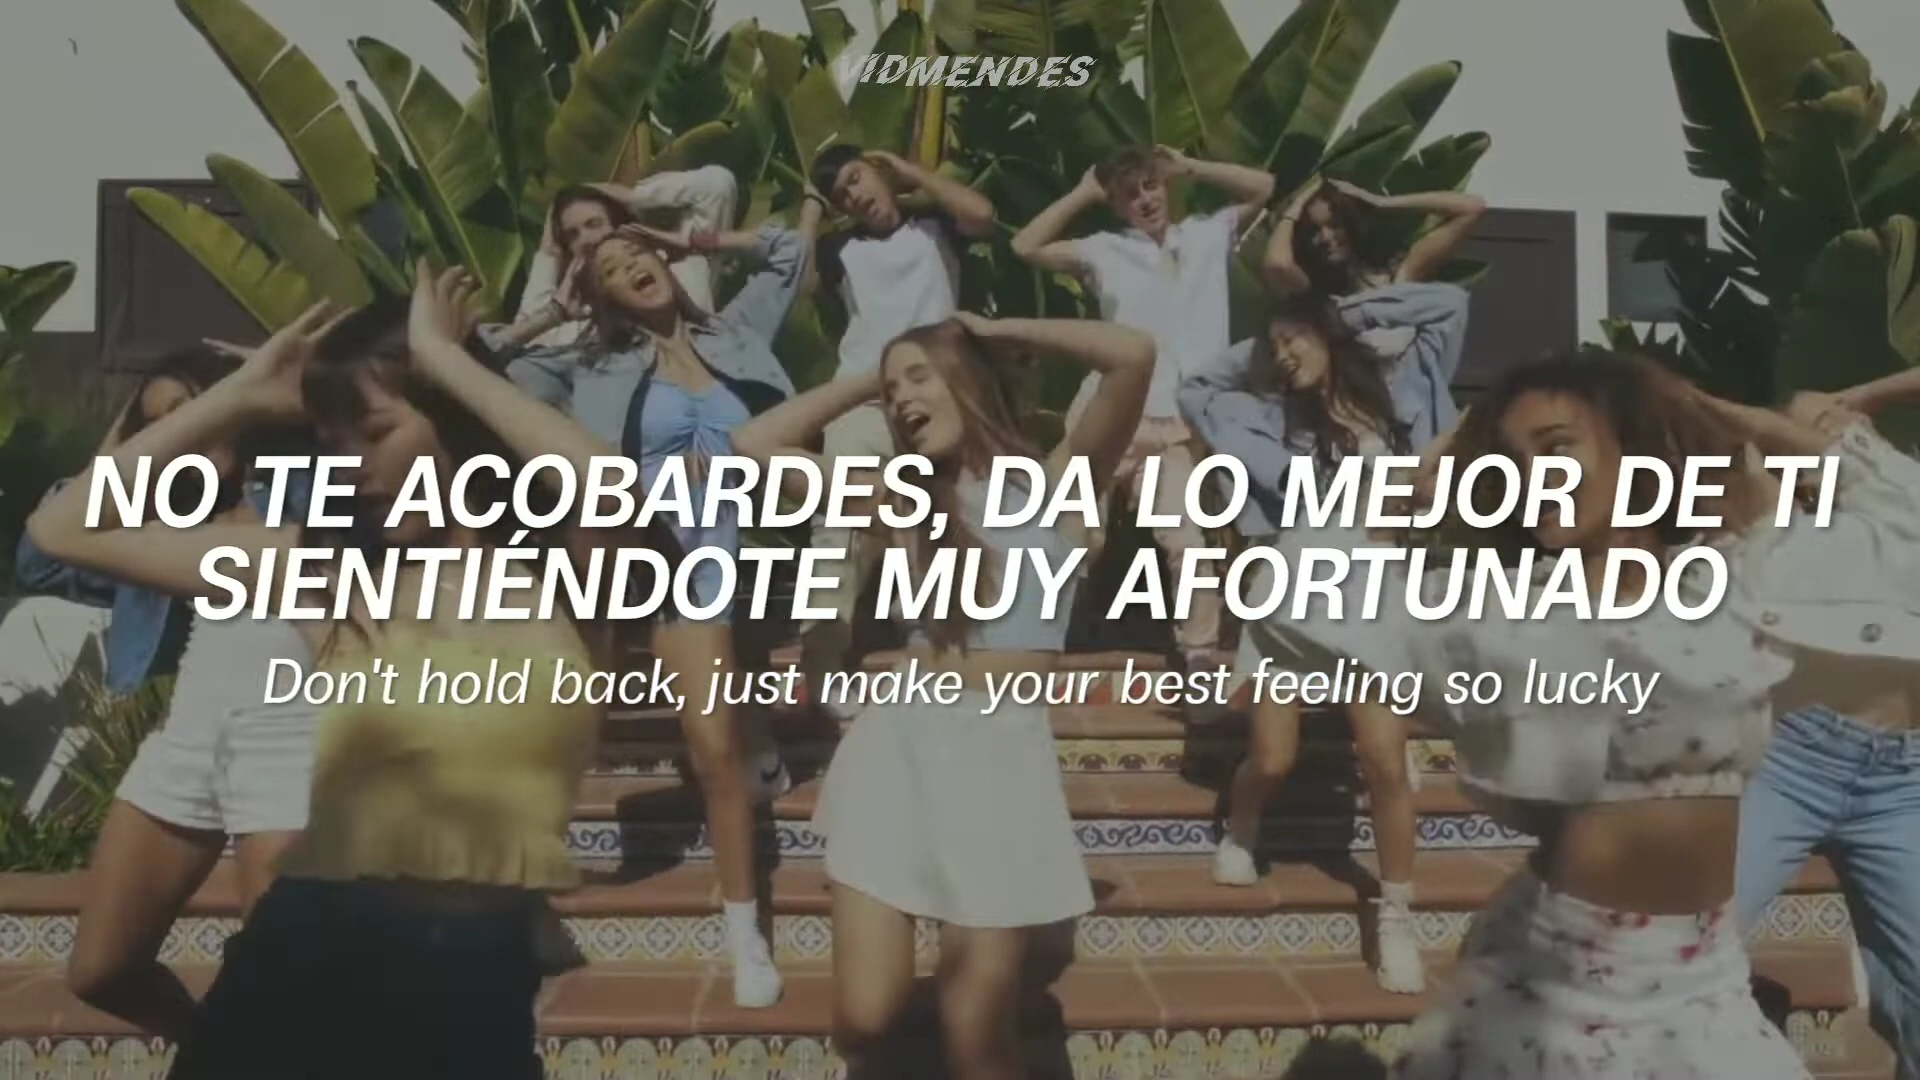 VIDMENDES
NO TE ACOBARDES, DA LO MEJOR DE TI
SIENTIÉNDOTE MUY AFORTUNADO
Don't hold back, just make your best feeling so lucky